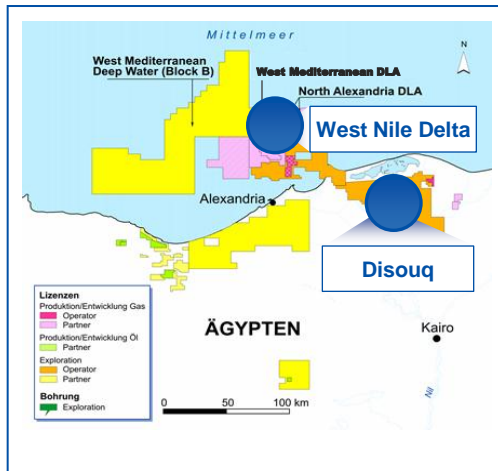 Mittelmeer
N
West Mediterranean
Deep Water (Block B)
West Mediterranean DLA
North Alexandria DLA
West Nile Delta
Alexandria
Disouq
Lizenzen
Produktion/Entwicklung Gas
Operator
Partner
Produktion/Entwicklung Öl
Partner
Exploration
Operator
Partner
Bohrung
Exploration
ÄGYPTEN
Kairo
Nil
0 50 100 km